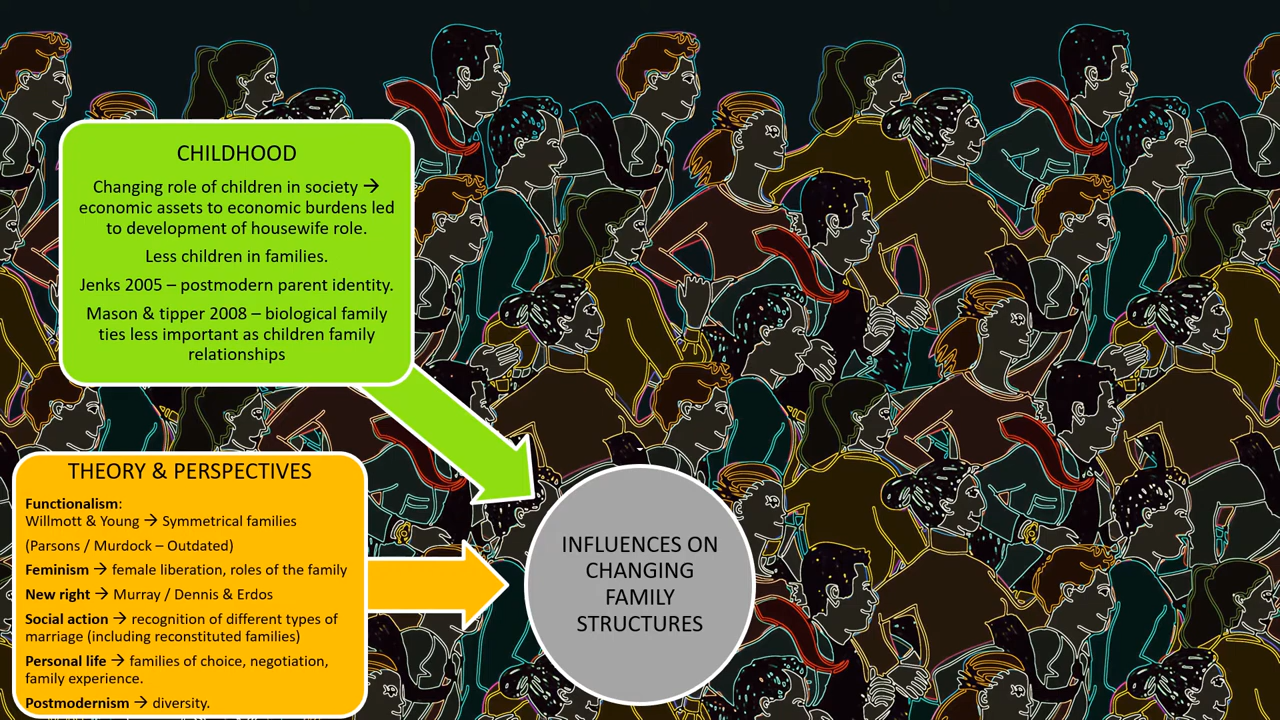 CHILDHOOD
Changing role of children in society →
economic assets to economic burdens led
to development of housewife role.
Less children in families.
Jenks 2005 – postmodern parent identity.
Mason & tipper 2008 – biological family
ties less important as children family
relationships
THEORY & PERSPECTIVES
Functionalism:
Willmott & Young → Symmetrical families
(Parsons / Murdock – Outdated)
Feminism → female liberation, roles of the family
New right → Murray / Dennis & Erdos
Social action → recognition of different types of
marriage (including reconstituted families)
Personal life → families of choice, negotiation,
family experience.
Postmodernism → diversity.
INFLUENCES ON
CHANGING
FAMILY
STRUCTURES